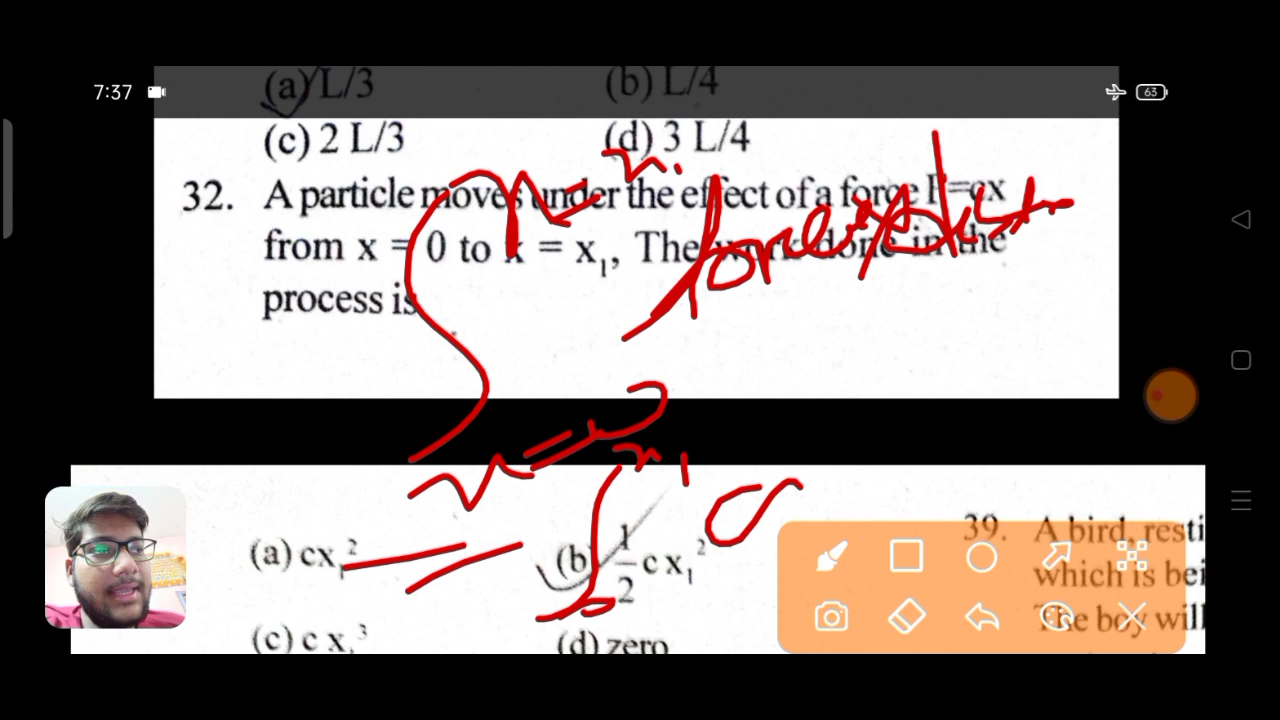 7:37
63
(a) L/3 (b) L/4
(c) 2 L/3 (d) 3 L/4
32. A particle moves under the effect of a force F=cx
from x = 0 to x = x₁, The work done in the
process is
(a) cx₁² (b) 1/2 c x₁²
(c) c x₁³ (d) zero
39. A bird, resti
which is bei
The boy will